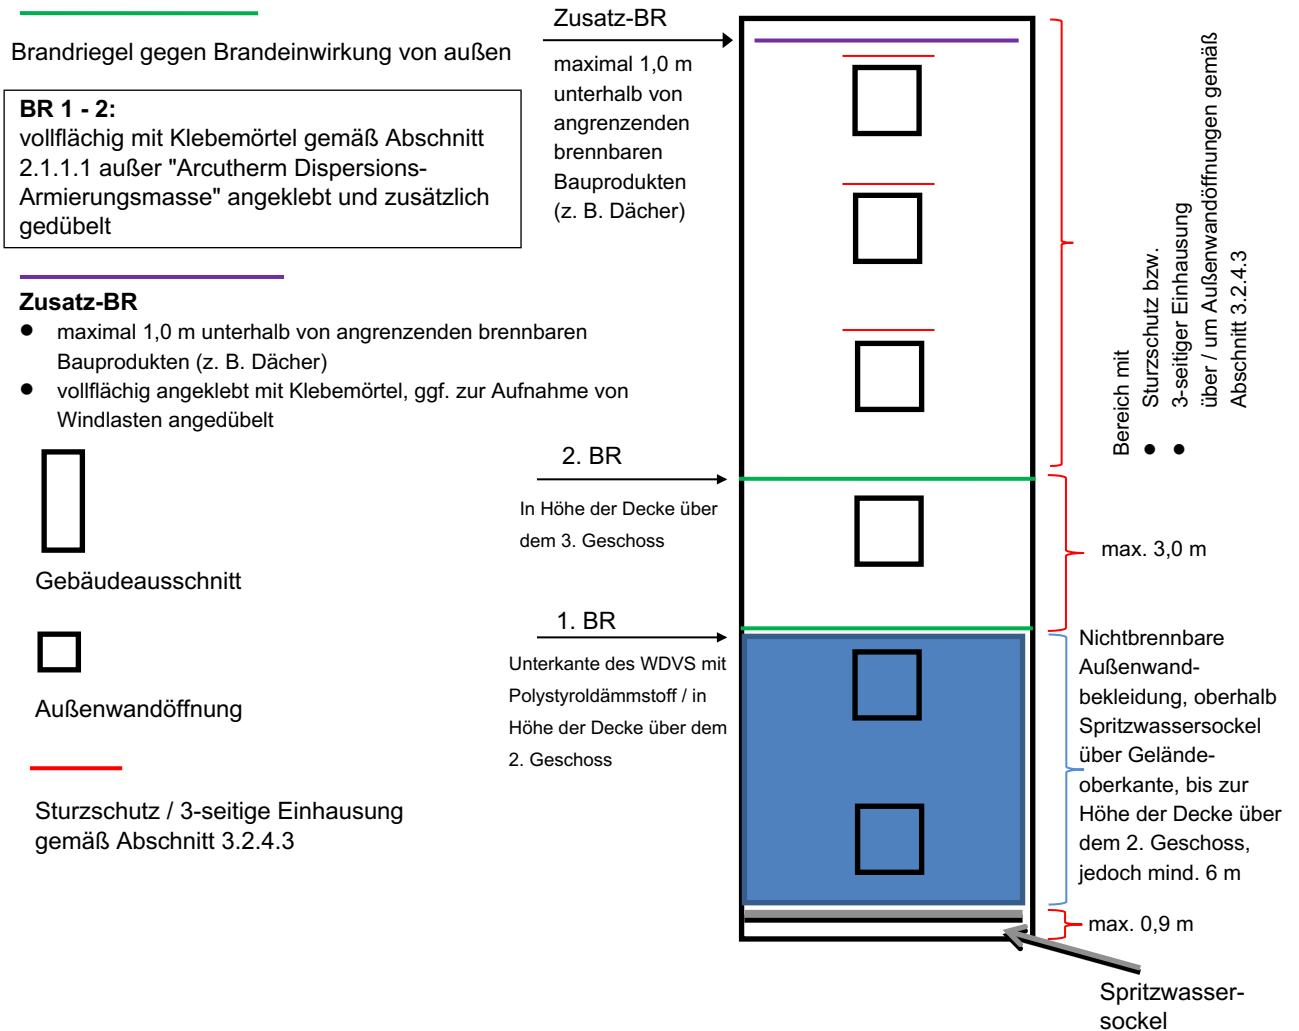 Brandriegel gegen Brandeinwirkung von außen
BR 1 - 2:
vollflächig mit Klebemörtel gemäß Abschnitt
2.1.1.1 außer "Arcutherm Dispersions-
Armierungsmasse" angeklebt und zusätzlich
gedübelt
Zusatz-BR
● maximal 1,0 m unterhalb von angrenzenden brennbaren
Bauprodukten (z. B. Dächer)
● vollflächig angeklebt mit Klebemörtel, ggf. zur Aufnahme von
Windlasten angedübelt
Gebäudeausschnitt
Außenwandöffnung
Sturzschutz / 3-seitige Einhausung
gemäß Abschnitt 3.2.4.3
Zusatz-BR
maximal 1,0 m
unterhalb von
angrenzenden
brennbaren
Bauprodukten
(z. B. Dächer)
2. BR
In Höhe der Decke über
dem 3. Geschoss
1. BR
Unterkante des WDVS mit
Polystyroldämmstoff / in
Höhe der Decke über dem
2. Geschoss
Bereich mit
● Sturzschutz bzw.
● 3-seitiger Einhausung
über / um Außenwandöffnungen gemäß
Abschnitt 3.2.4.3
max. 3,0 m
Nichtbrennbare
Außenwand-
bekleidung, oberhalb
Spritzwassersockel
über Gelände-
oberkante, bis zur
Höhe der Decke über
dem 2. Geschoss,
jedoch mind. 6 m
max. 0,9 m
Spritzwasser-
sockel